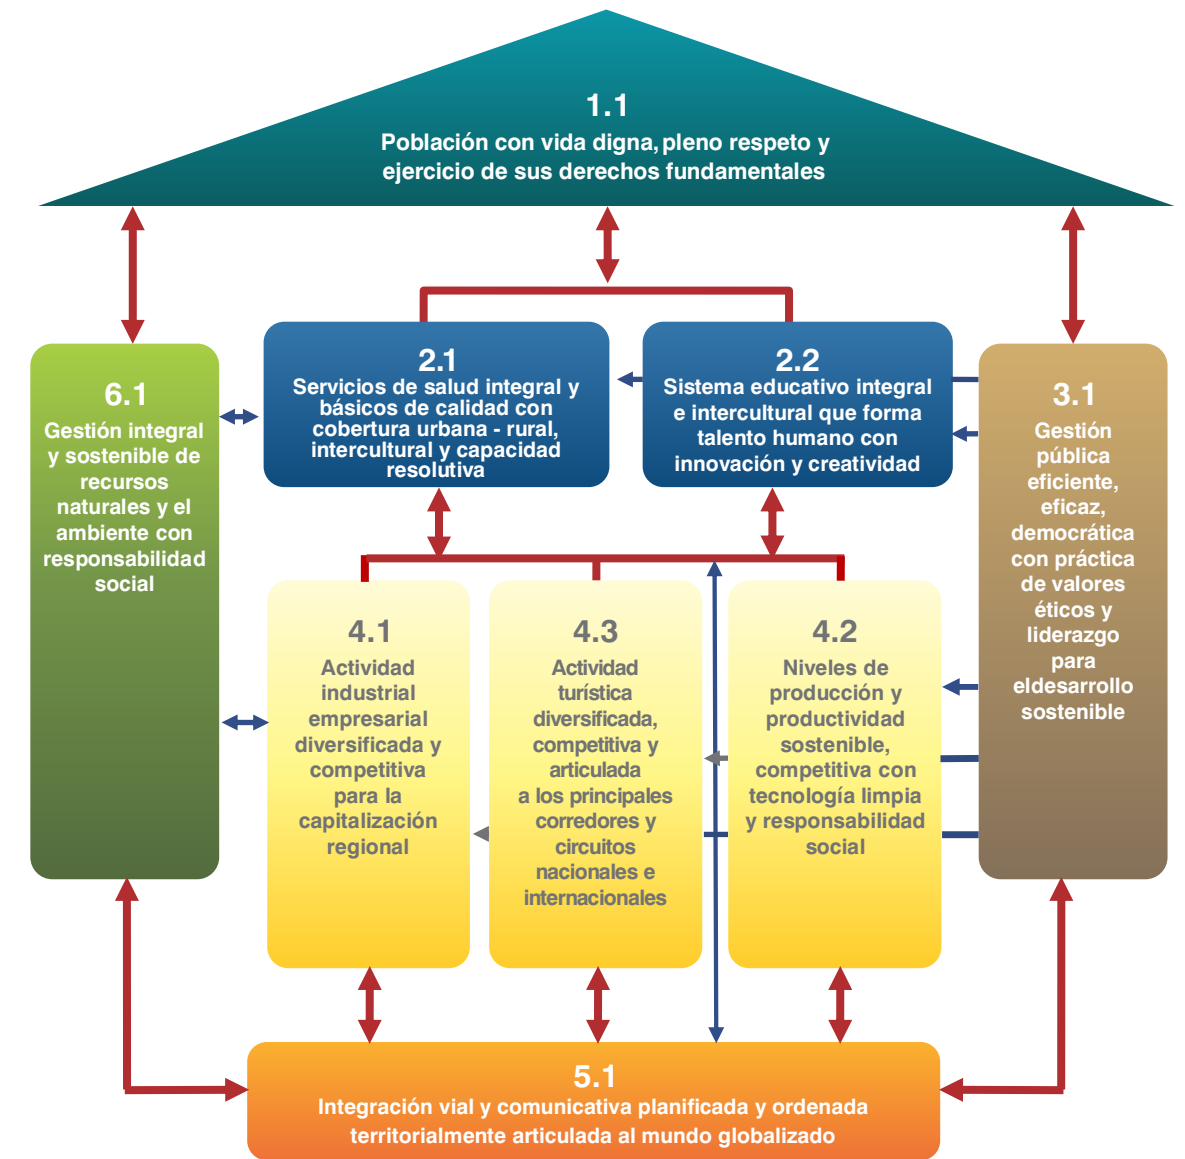 1.1
Población con vida digna, pleno respeto y
ejercicio de sus derechos fundamentales
6.1
Gestión integral
y sostenible de
recursos
naturales y el
ambiente con
responsabilidad
social
2.1
Servicios de salud integral y
básicos de calidad con
cobertura urbana - rural,
intercultural y capacidad
resolutiva
2.2
Sistema educativo integral
e intercultural que forma
talento humano con
innovación y creatividad
3.1
Gestión
pública
eficiente,
eficaz,
democrática
con práctica
de valores
éticos y
liderazgo
para
eldesarrollo
sostenible
4.1
Actividad
industrial
empresarial
diversificada y
competitiva
para la
capitalización
regional
4.3
Actividad
turística
diversificada,
competitiva y
articulada
a los principales
corredores y
circuitos
nacionales e
internacionales
4.2
Niveles de
producción y
productividad
sostenible,
competitiva con
tecnología limpia
y responsabilidad
social
5.1
Integración vial y comunicativa planificada y ordenada
territorialmente articulada al mundo globalizado